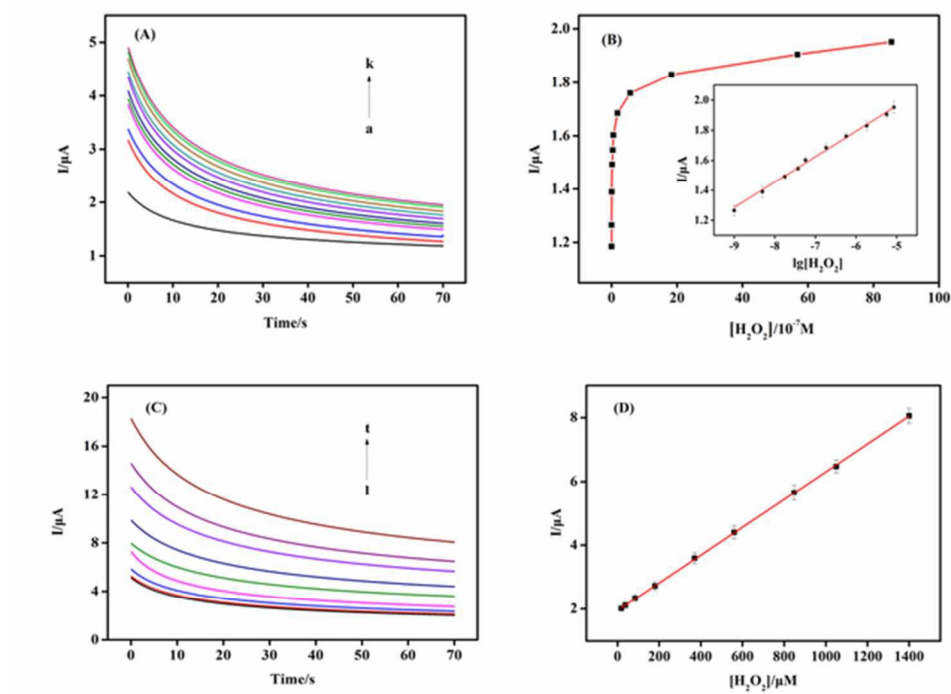 (A)
5
4
3
2
1
I/μA
k
a
0 10 20 30 40 50 60 70
Time/s
(B)
2.0
1.8
1.6
1.4
1.2
I/μA
2.0
1.8
1.6
1.4
1.2
I/μA
-9 -8 -7 -6 -5
lg[H₂O₂]
0 20 40 60 80 100
[H₂O₂]/10⁻⁷M
(C)
20
16
12
8
4
0
I/μA
t
l
0 10 20 30 40 50 60 70
Time/s
(D)
8
6
4
2
I/μA
0 200 400 600 800 1000 1200 1400
[H₂O₂]/μM